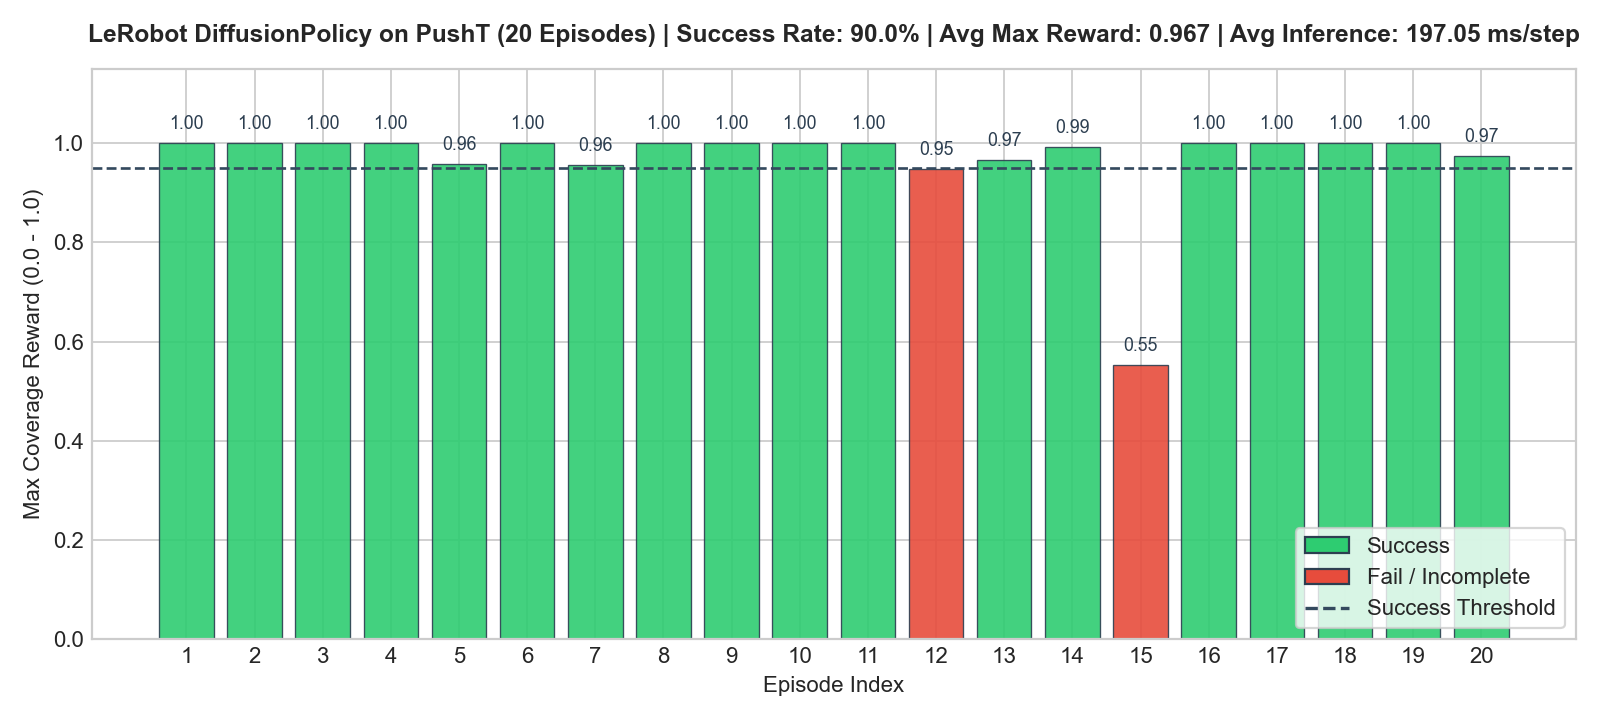 LeRobot DiffusionPolicy on PushT (20 Episodes) | Success Rate: 90.0% | Avg Max Reward: 0.967 | Avg Inference: 197.05 ms/step
1.00 1.00 1.00 1.00 0.96 1.00 0.96 1.00 1.00 1.00 1.00 0.95 0.97 0.99 0.55 1.00 1.00 1.00 1.00 0.97
Max Coverage Reward (0.0 - 1.0)
1.0
0.8
0.6
0.4
0.2
0.0
Success
Fail / Incomplete
Success Threshold
1 2 3 4 5 6 7 8 9 10 11 12 13 14 15 16 17 18 19 20
Episode Index